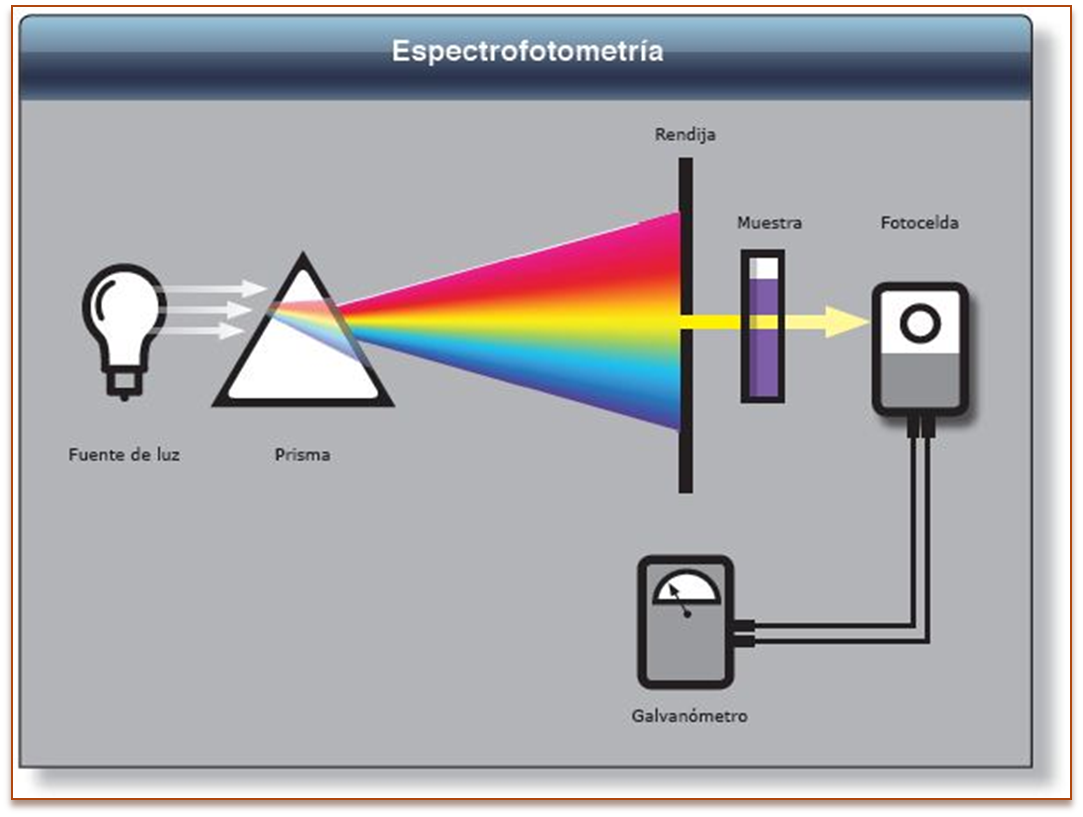 Espectrofotometría
Rendija
Muestra
Fotocelda
Fuente de luz
Prisma
Galvanómetro